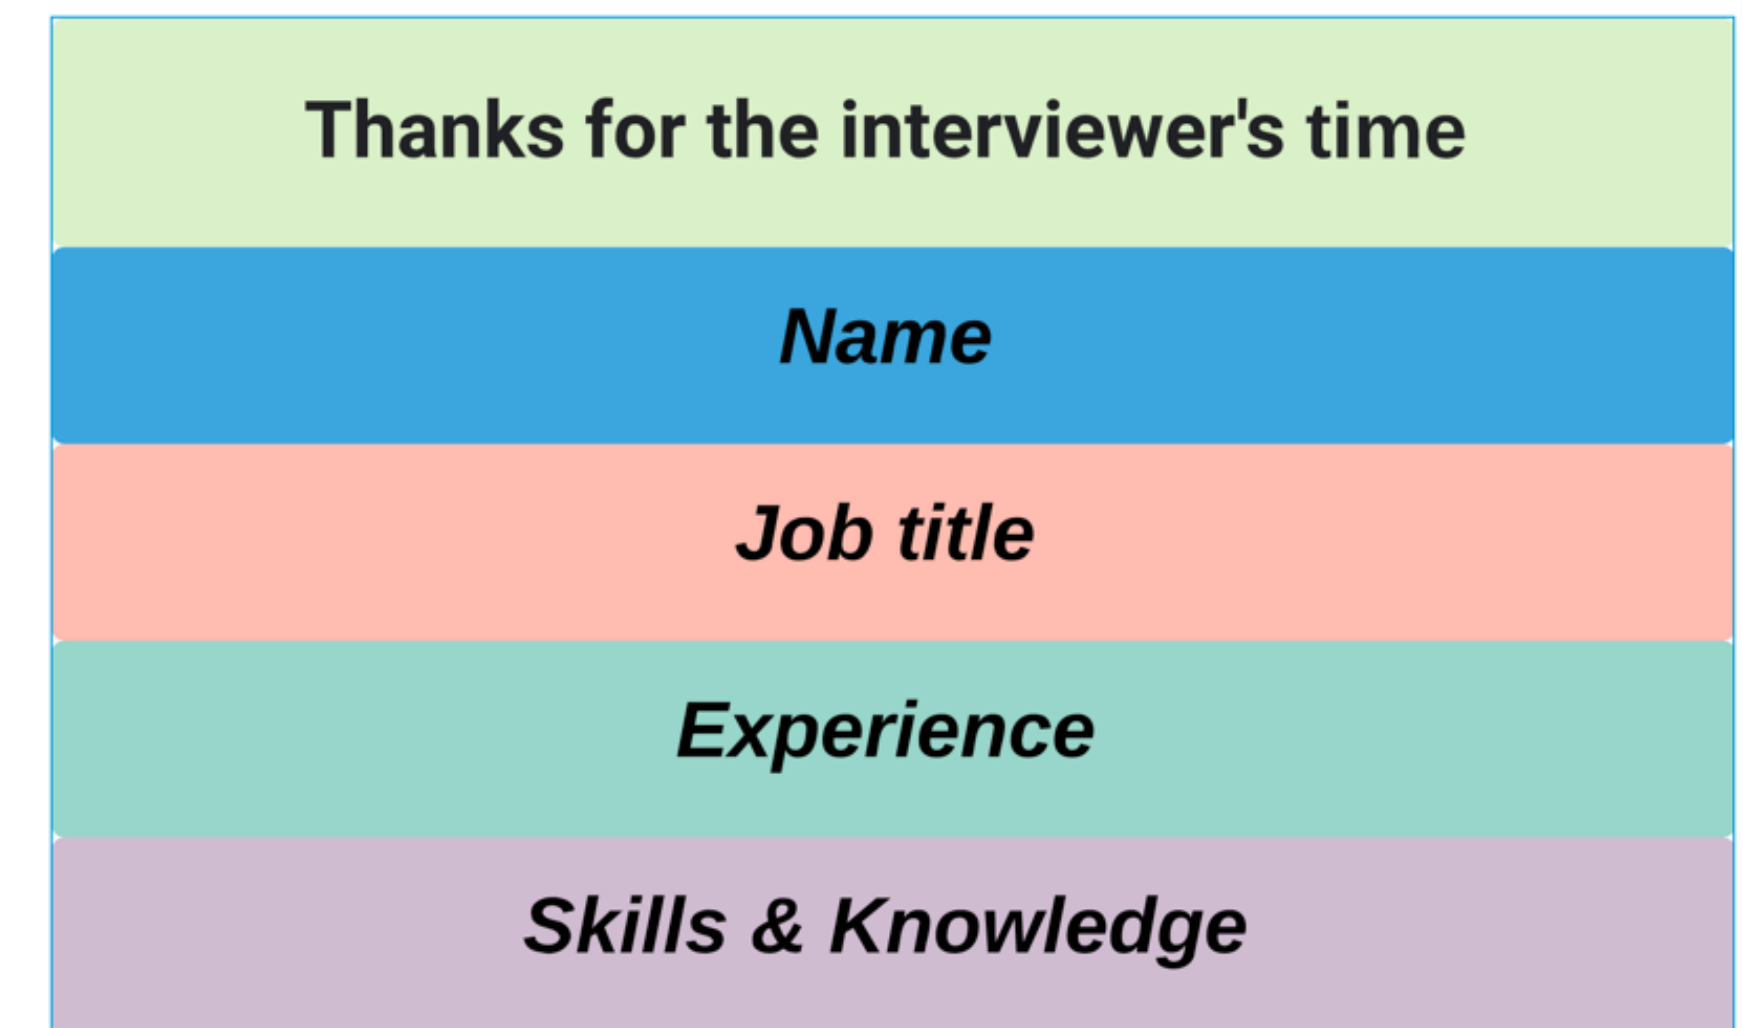 Thanks for the interviewer's time
Name
Job title
Experience
Skills & Knowledge